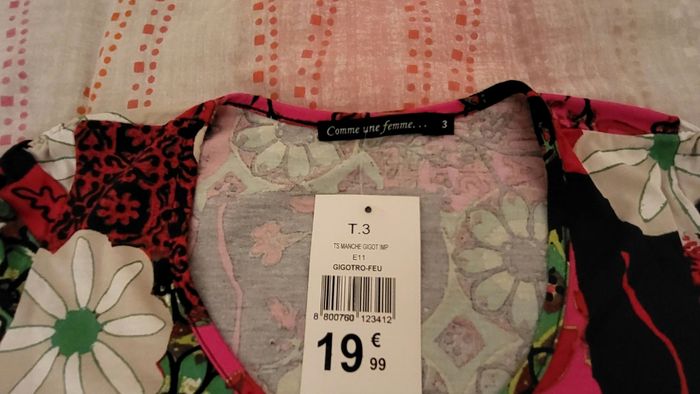 Comme une femme... 3
T.3
TS MANCHE GIGOT IMP
E11
GIGOTRO-FEU
8 800760 123412
19 €99